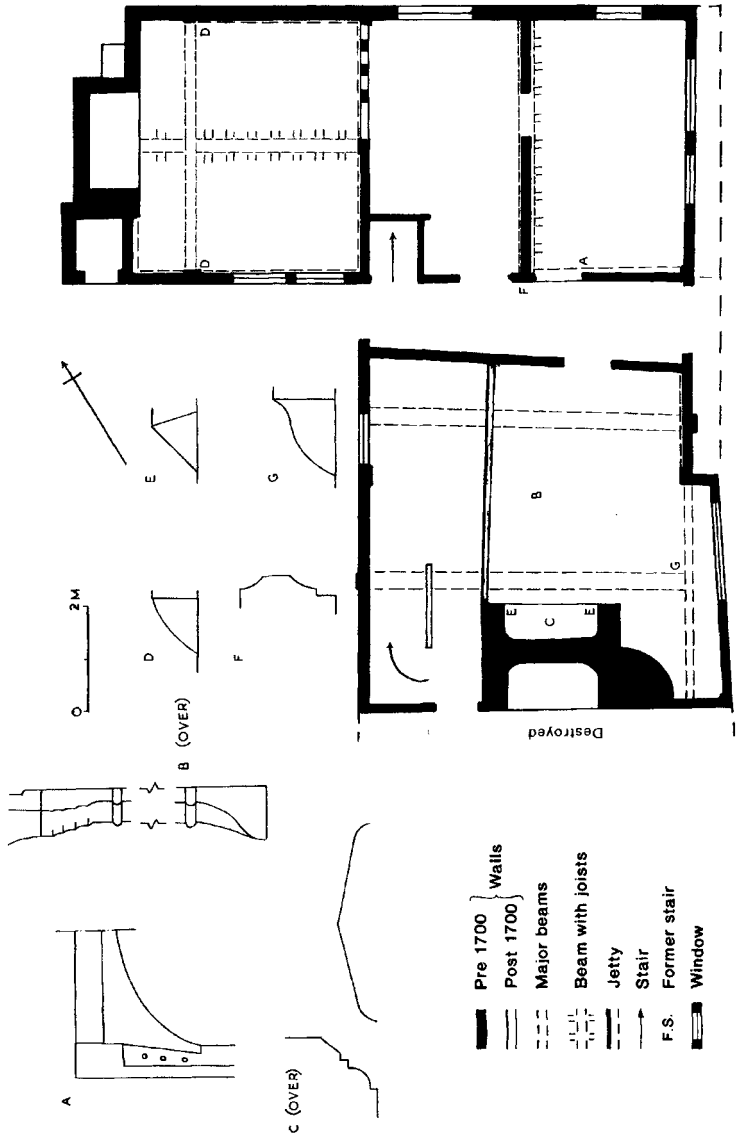 A
B (OVER)
C (OVER)
0 2M
D
E
F
G
D
D
F
A
B
E
C
E
G
Destroyed
Pre 1700 } Walls
Post 1700
Major beams
Beam with joists
Jetty
Stair
F.S. Former stair
Window